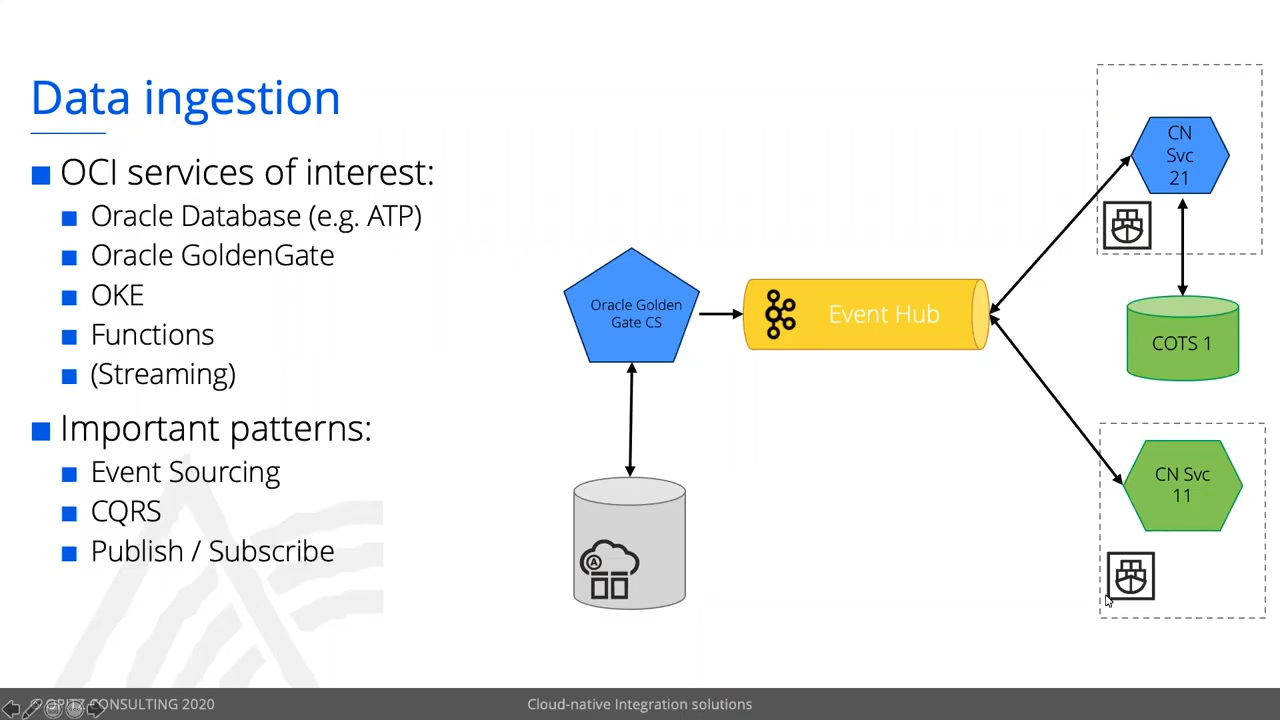 Data ingestion
OCI services of interest:
Oracle Database (e.g. ATP)
Oracle GoldenGate
OKE
Functions
(Streaming)
Important patterns:
Event Sourcing
CQRS
Publish / Subscribe
Oracle Golden
Gate CS
Event Hub
CN
Svc
21
COTS 1
CN Svc
11
A
© OPITZ CONSULTING 2020
Cloud-native Integration solutions